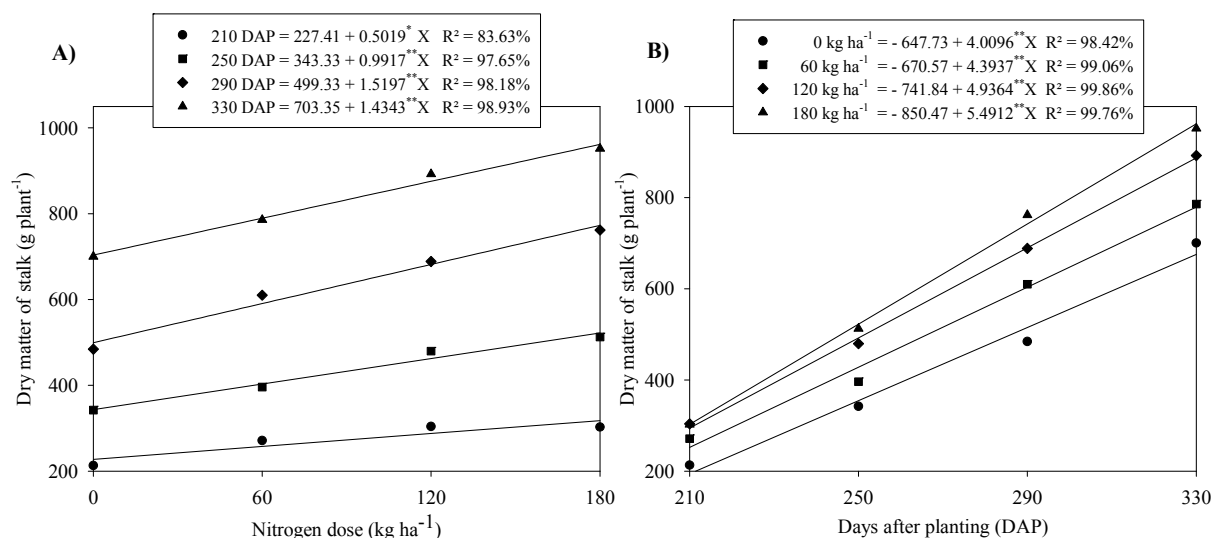 A)
210 DAP = 227.41 + 0.5019* X R² = 83.63%
250 DAP = 343.33 + 0.9917**X R² = 97.65%
290 DAP = 499.33 + 1.5197**X R² = 98.18%
330 DAP = 703.35 + 1.4343**X R² = 98.93%
Dry matter of stalk (g plant⁻¹)
1000
800
600
400
200
0 60 120 180
Nitrogen dose (kg ha⁻¹)
B)
0 kg ha⁻¹ = - 647.73 + 4.0096**X R² = 98.42%
60 kg ha⁻¹ = - 670.57 + 4.3937**X R² = 99.06%
120 kg ha⁻¹ = - 741.84 + 4.9364**X R² = 99.86%
180 kg ha⁻¹ = - 850.47 + 5.4912**X R² = 99.76%
Dry matter of stalk (g plant⁻¹)
1000
800
600
400
200
210 250 290 330
Days after planting (DAP)